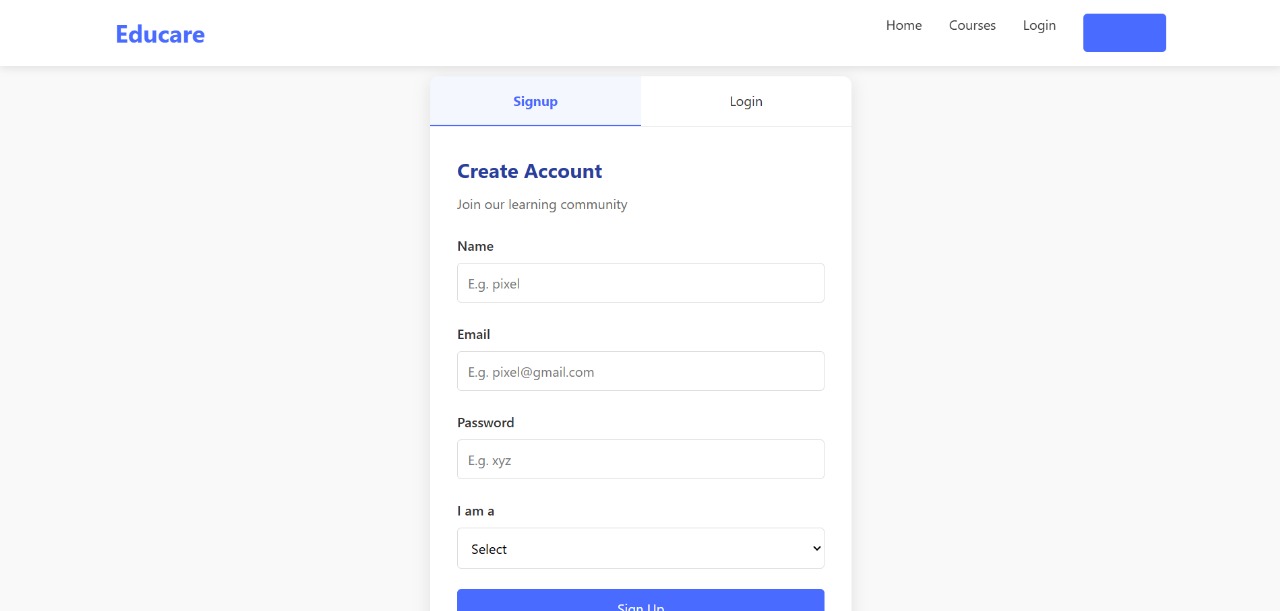 Educare
Home Courses Login
Signup Login
Create Account
Join our learning community
Name
E.g. pixel
Email
E.g. pixel@gmail.com
Password
E.g. xyz
I am a
Select
Sign Up